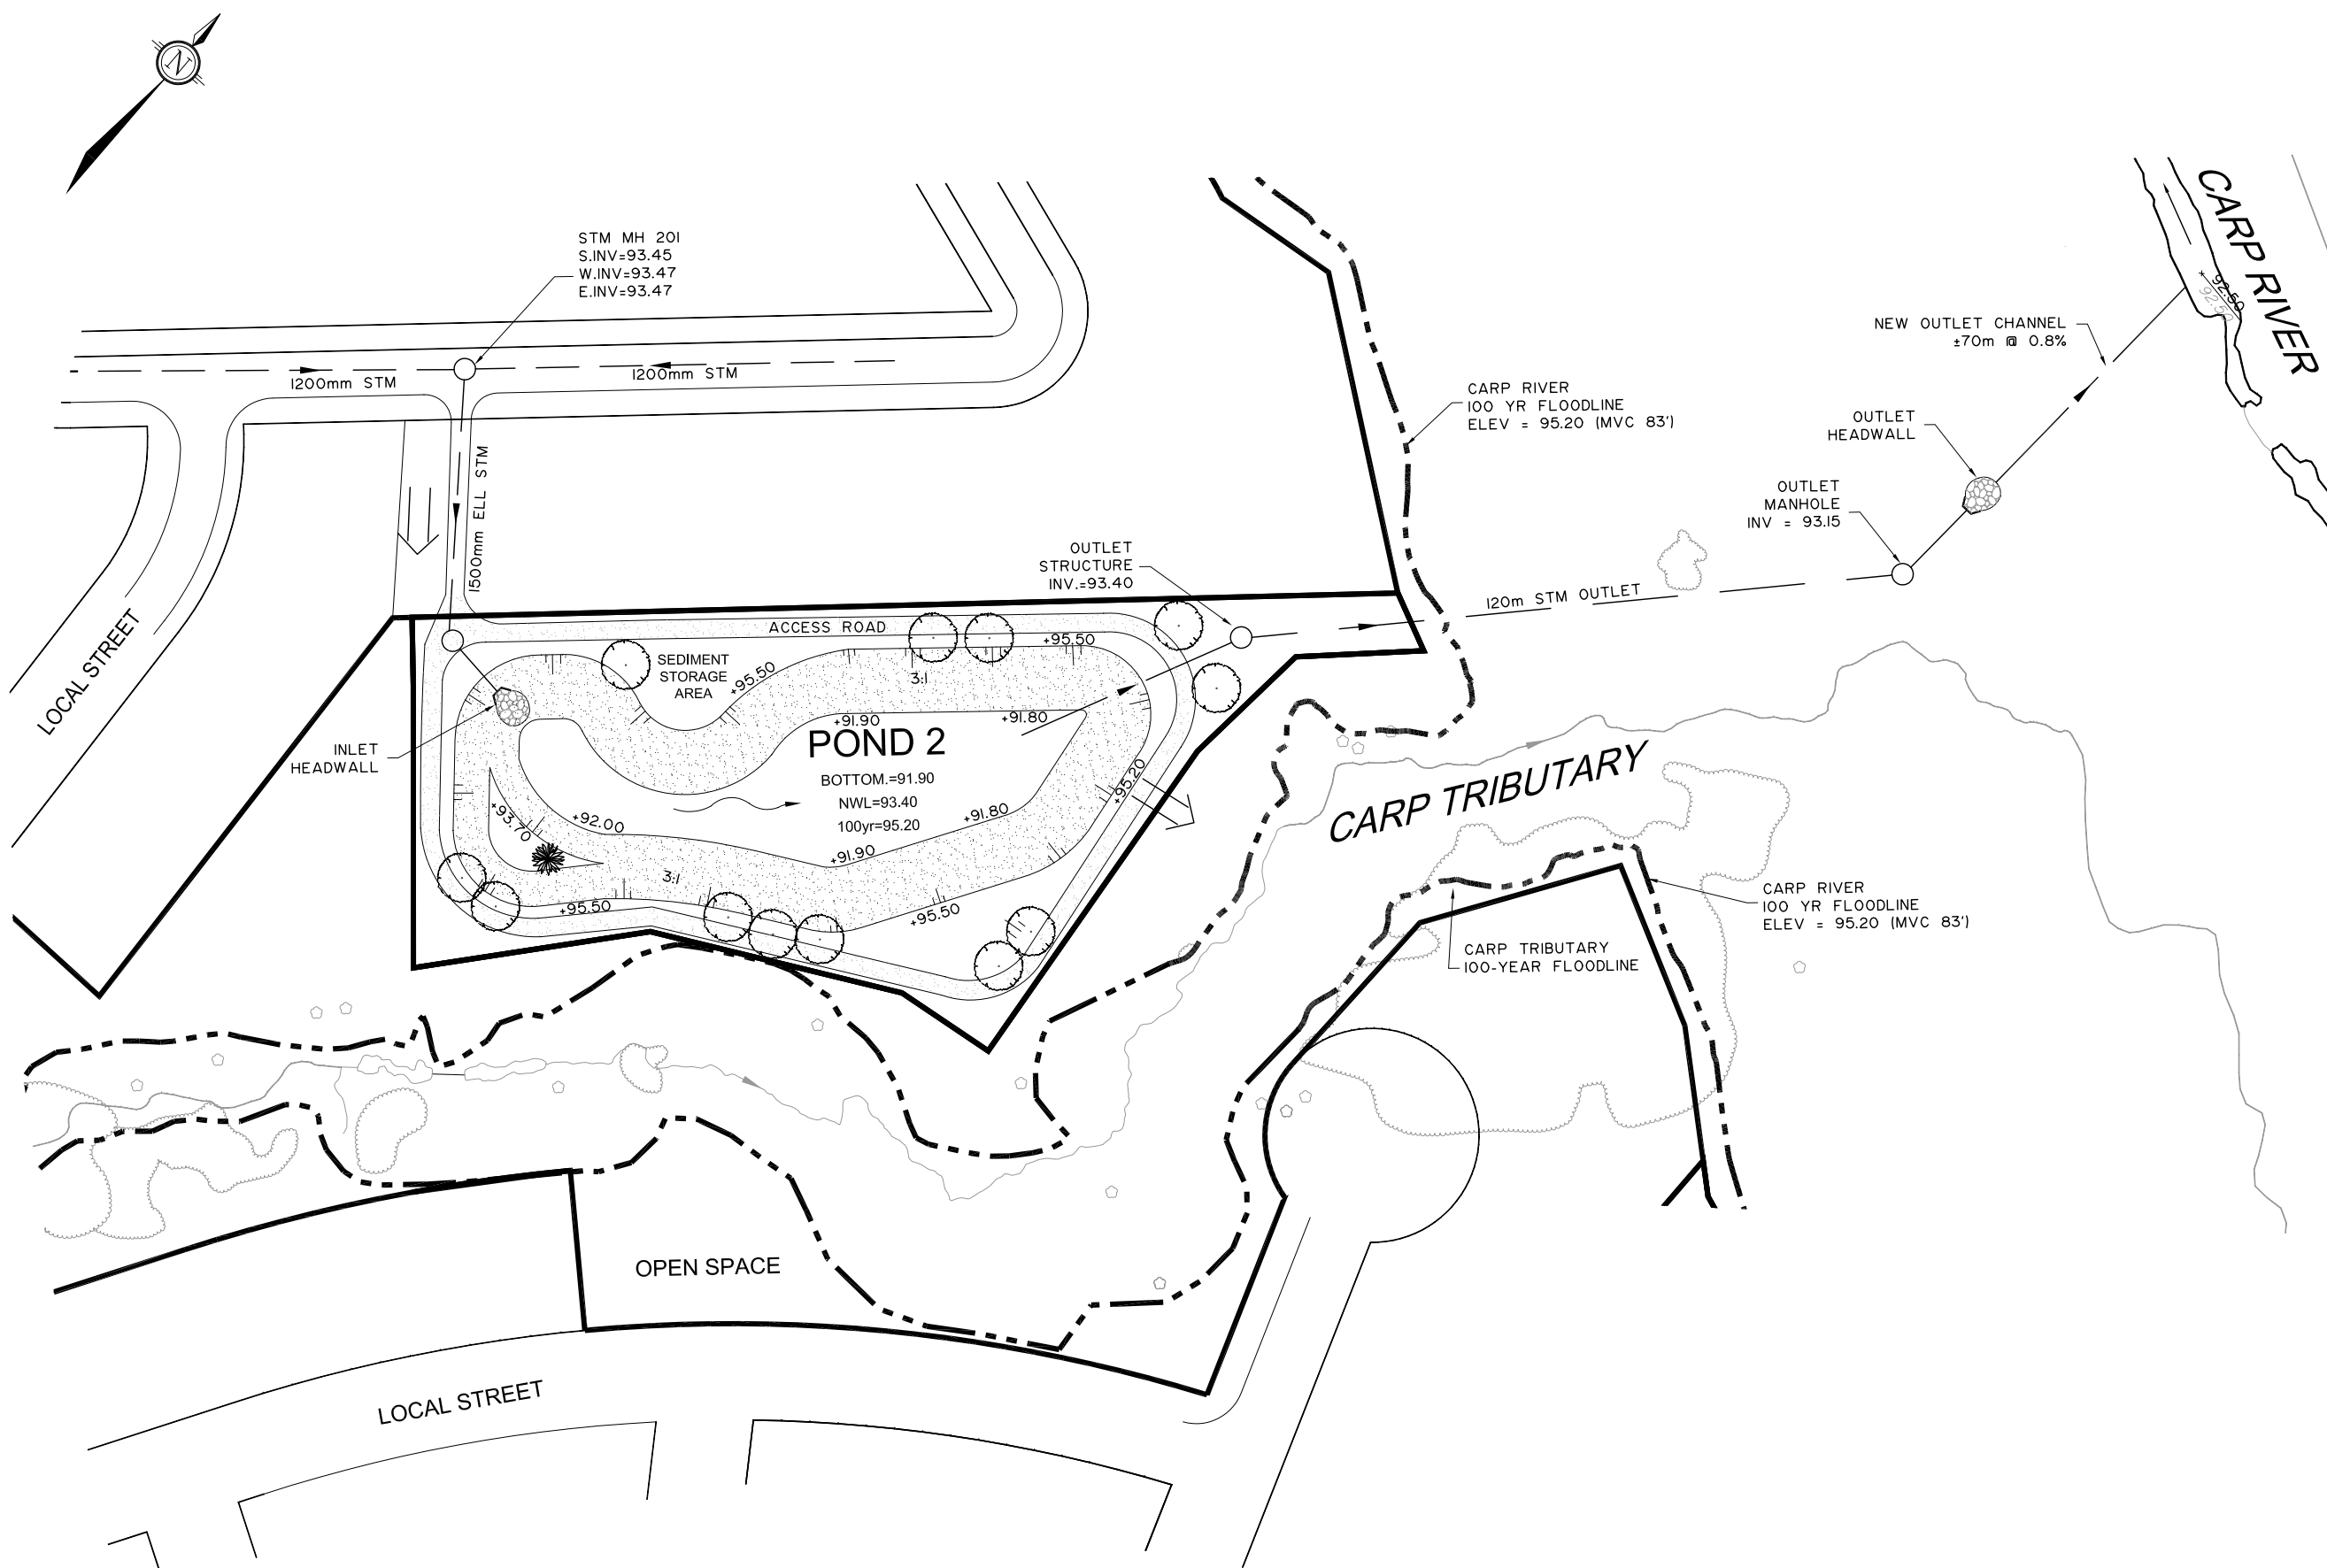 N
STM MH 201
S.INV=93.45
W.INV=93.47
E.INV=93.47
1200mm STM
1200mm STM
1500mm ELL STM
LOCAL STREET
CARP RIVER
92.50
92.50
NEW OUTLET CHANNEL
±70m @ 0.8%
CARP RIVER
100 YR FLOODLINE
ELEV = 95.20 (MVC 83')
OUTLET
HEADWALL
OUTLET
MANHOLE
INV = 93.15
OUTLET
STRUCTURE
INV.=93.40
120m STM OUTLET
ACCESS ROAD
+95.50
SEDIMENT
STORAGE
AREA
+95.50
3:1
+91.90
+91.80
INLET
HEADWALL
POND 2
BOTTOM.=91.90
NWL=93.40
100yr=95.20
+95.20
+93.70
+92.00
+91.80
+91.90
3:1
+95.50
+95.50
CARP TRIBUTARY
CARP RIVER
100 YR FLOODLINE
ELEV = 95.20 (MVC 83')
CARP TRIBUTARY
100-YEAR FLOODLINE
OPEN SPACE
LOCAL STREET